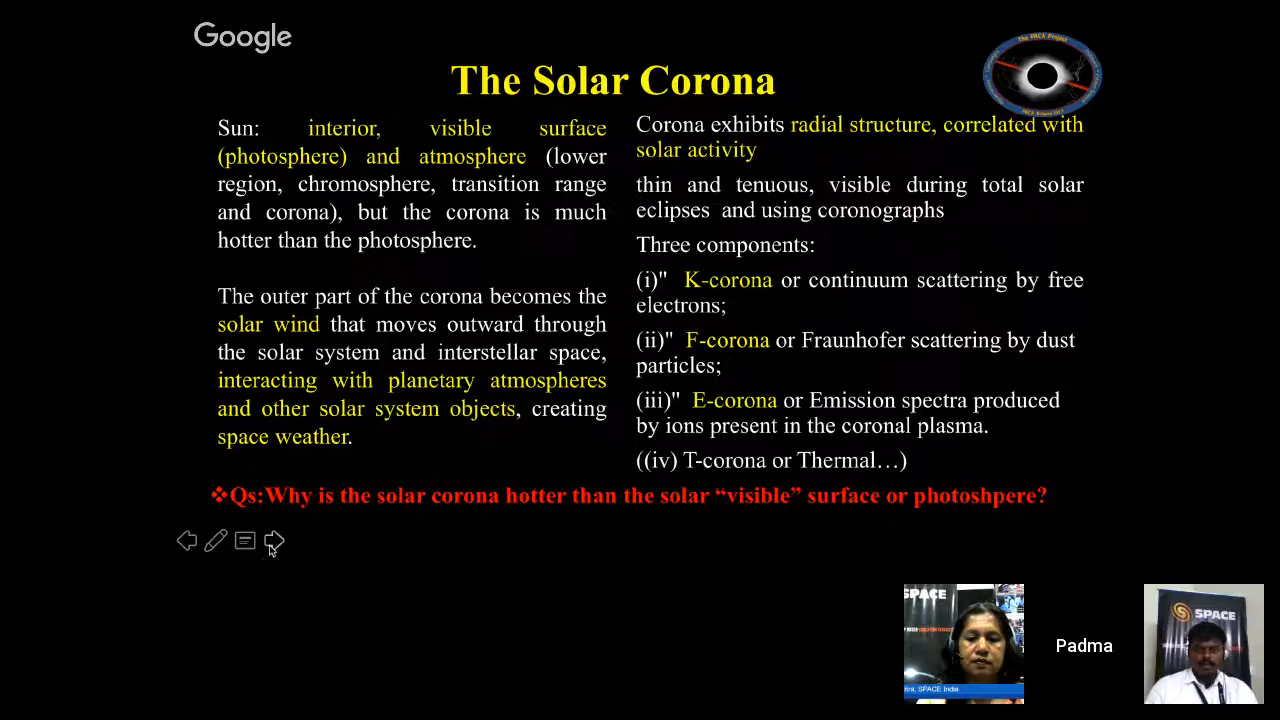 Google
The Solar Corona
The PACA Project
Sun: interior, visible surface
(photosphere) and atmosphere (lower
region, chromosphere, transition range
and corona), but the corona is much
hotter than the photosphere.
The outer part of the corona becomes the
solar wind that moves outward through
the solar system and interstellar space,
interacting with planetary atmospheres
and other solar system objects, creating
space weather.
Corona exhibits radial structure, correlated with
solar activity
thin and tenuous, visible during total solar
eclipses and using coronographs
Three components:
(i)" K-corona or continuum scattering by free
electrons;
(ii)" F-corona or Fraunhofer scattering by dust
particles;
(iii)" E-corona or Emission spectra produced
by ions present in the coronal plasma.
((iv) T-corona or Thermal…)
❖Qs:Why is the solar corona hotter than the solar “visible” surface or photoshpere?
SPACE
SPACE India
Padma
SPACE